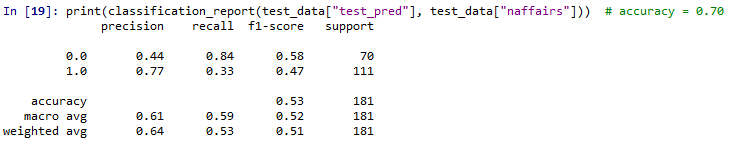 In [19]: print(classification_report(test_data["test_pred"], test_data["naffairs"])) # accuracy = 0.70
precision recall f1-score support
0.0 0.44 0.84 0.58 70
1.0 0.77 0.33 0.47 111
accuracy 0.53 181
macro avg 0.61 0.59 0.52 181
weighted avg 0.64 0.53 0.51 181